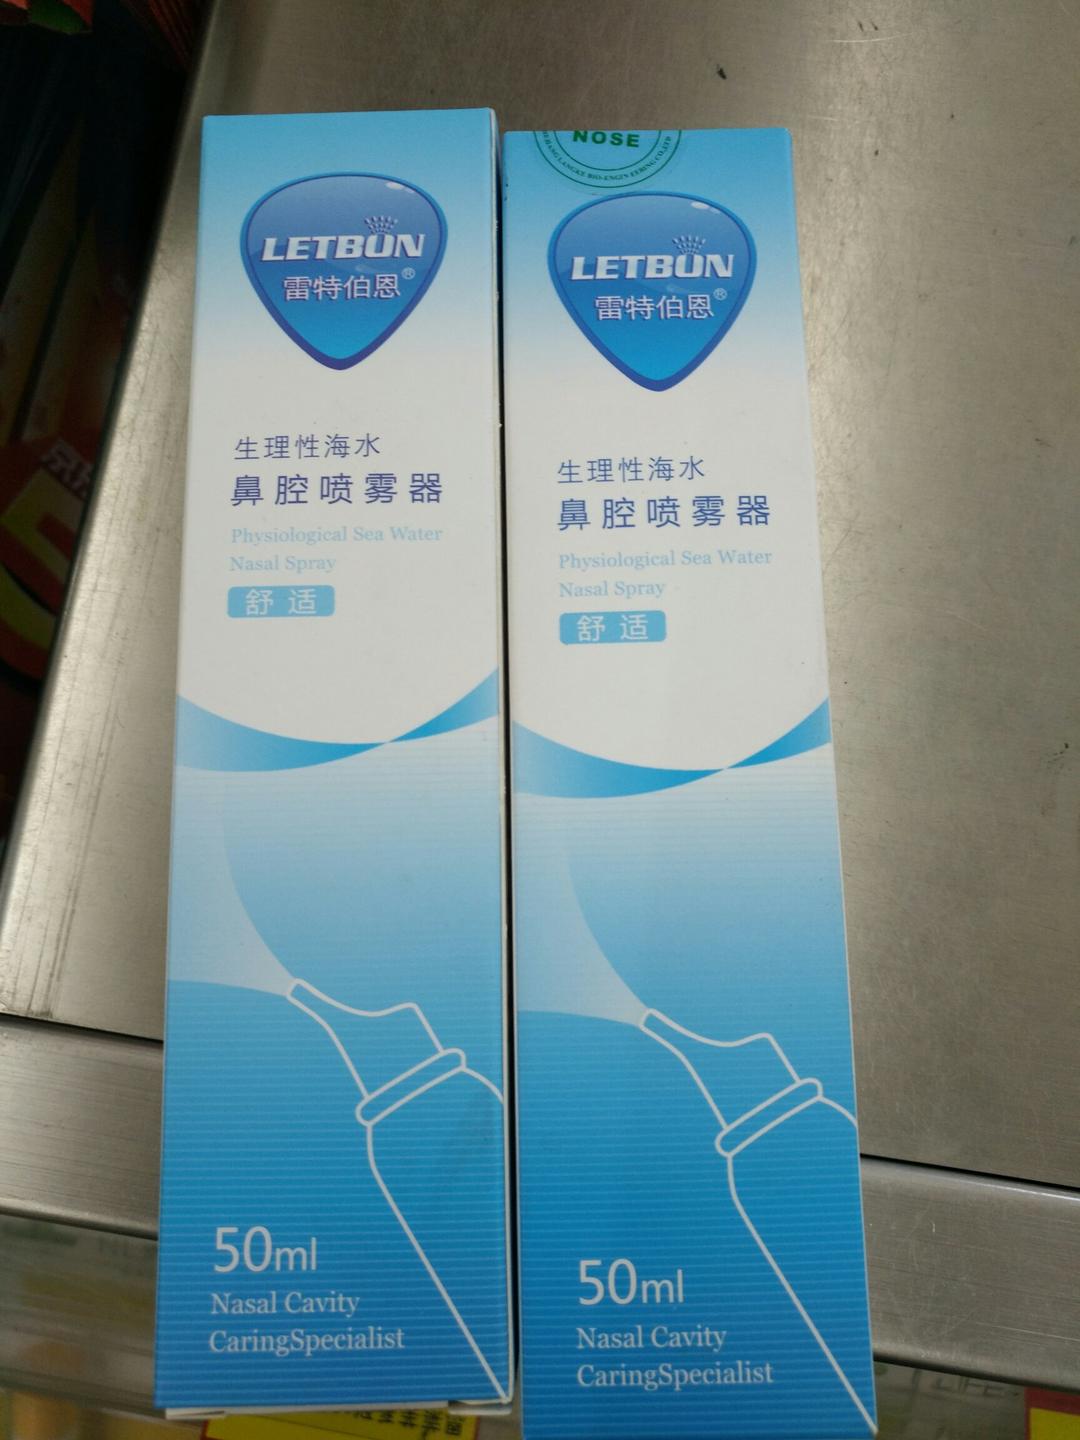 LETBUN
雷特伯恩®
生理性海水
鼻腔喷雾器
Physiological Sea Water
Nasal Spray
舒适
50ml
Nasal Cavity
CaringSpecialist
NOSE
LETBUN
雷特伯恩®
生理性海水
鼻腔喷雾器
Physiological Sea Water
Nasal Spray
舒适
50ml
Nasal Cavity
CaringSpecialist